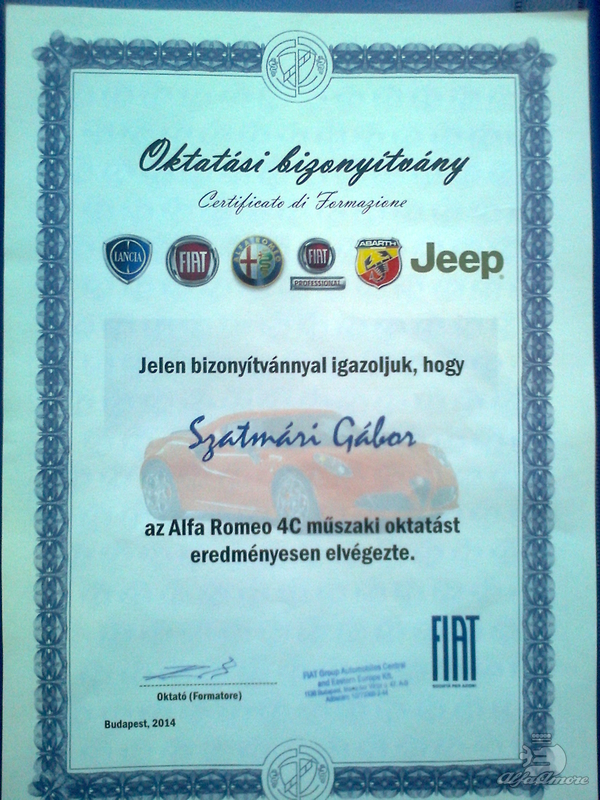 Oktatási bizonyítvány
Certificato di Formazione
LANCIA
FIAT
ALFA ROMEO
FIAT
PROFESSIONAL
ABARTH
Jeep
Jelen bizonyítvánnyal igazoljuk, hogy
Szatmári Gábor
az Alfa Romeo 4C műszaki oktatást
eredményesen elvégezte.
FIAT
Oktató (Formatore)
FIAT Group Automobiles Central
and Eastern Europe Kft.
Budapest
Budapest, 2014
AlfaAmore